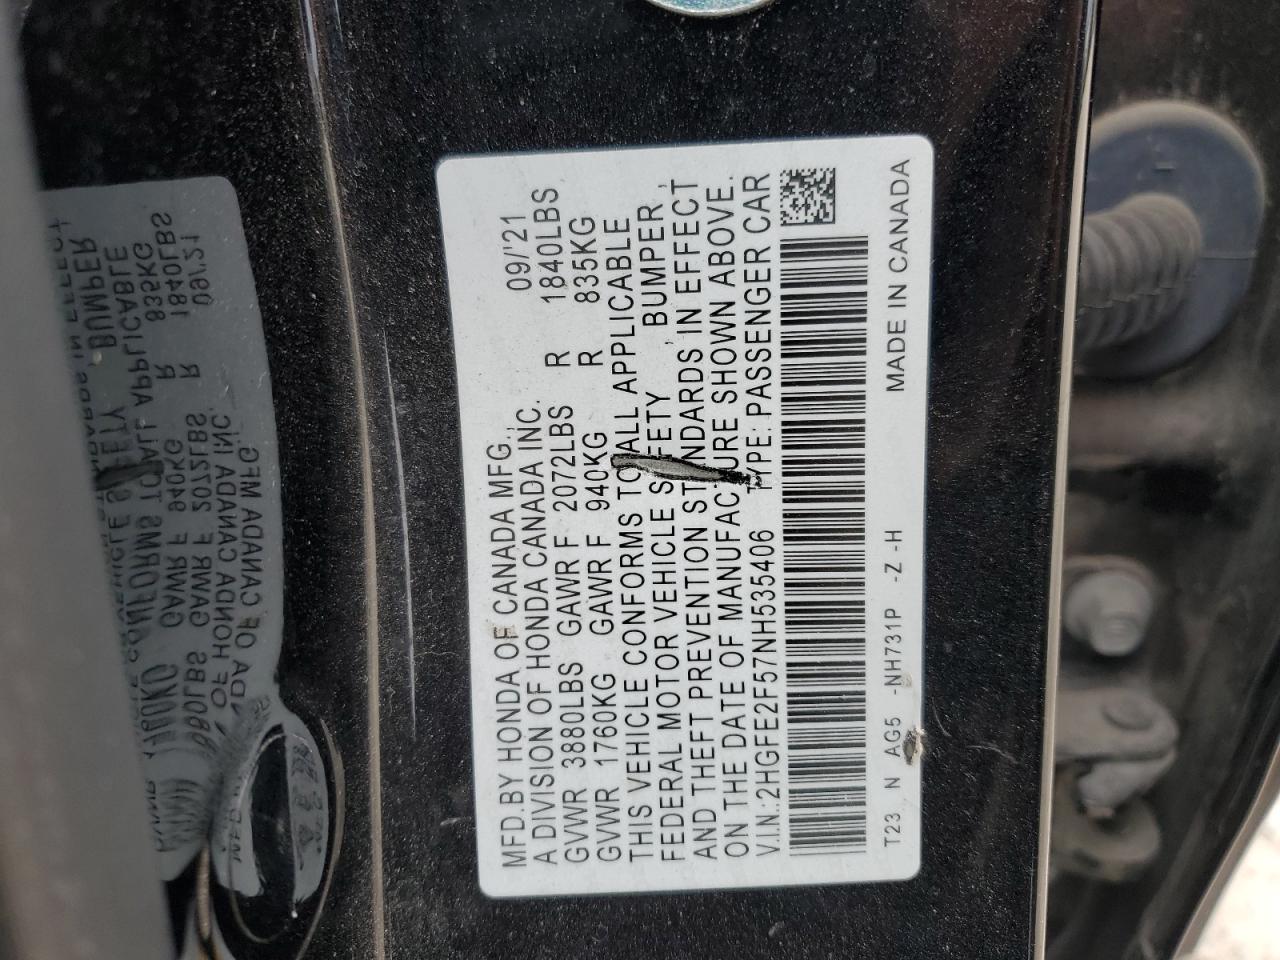 MFD.BY HONDA OF CANADA MFG.,
A DIVISION OF HONDA CANADA INC. 09/'21
GVWR 3880LBS GAWR F 2072LBS R 1840LBS
GVWR 1760KG GAWR F 940KG R 835KG
THIS VEHICLE CONFORMS TO ALL APPLICABLE
FEDERAL MOTOR VEHICLE SAFETY, BUMPER,
AND THEFT PREVENTION STANDARDS IN EFFECT
ON THE DATE OF MANUFACTURE SHOWN ABOVE.
V.I.N.:2HGFE2F57NH535406 TYPE:PASSENGER CAR
T23 N AG5 -NH731P -Z -H MADE IN CANADA